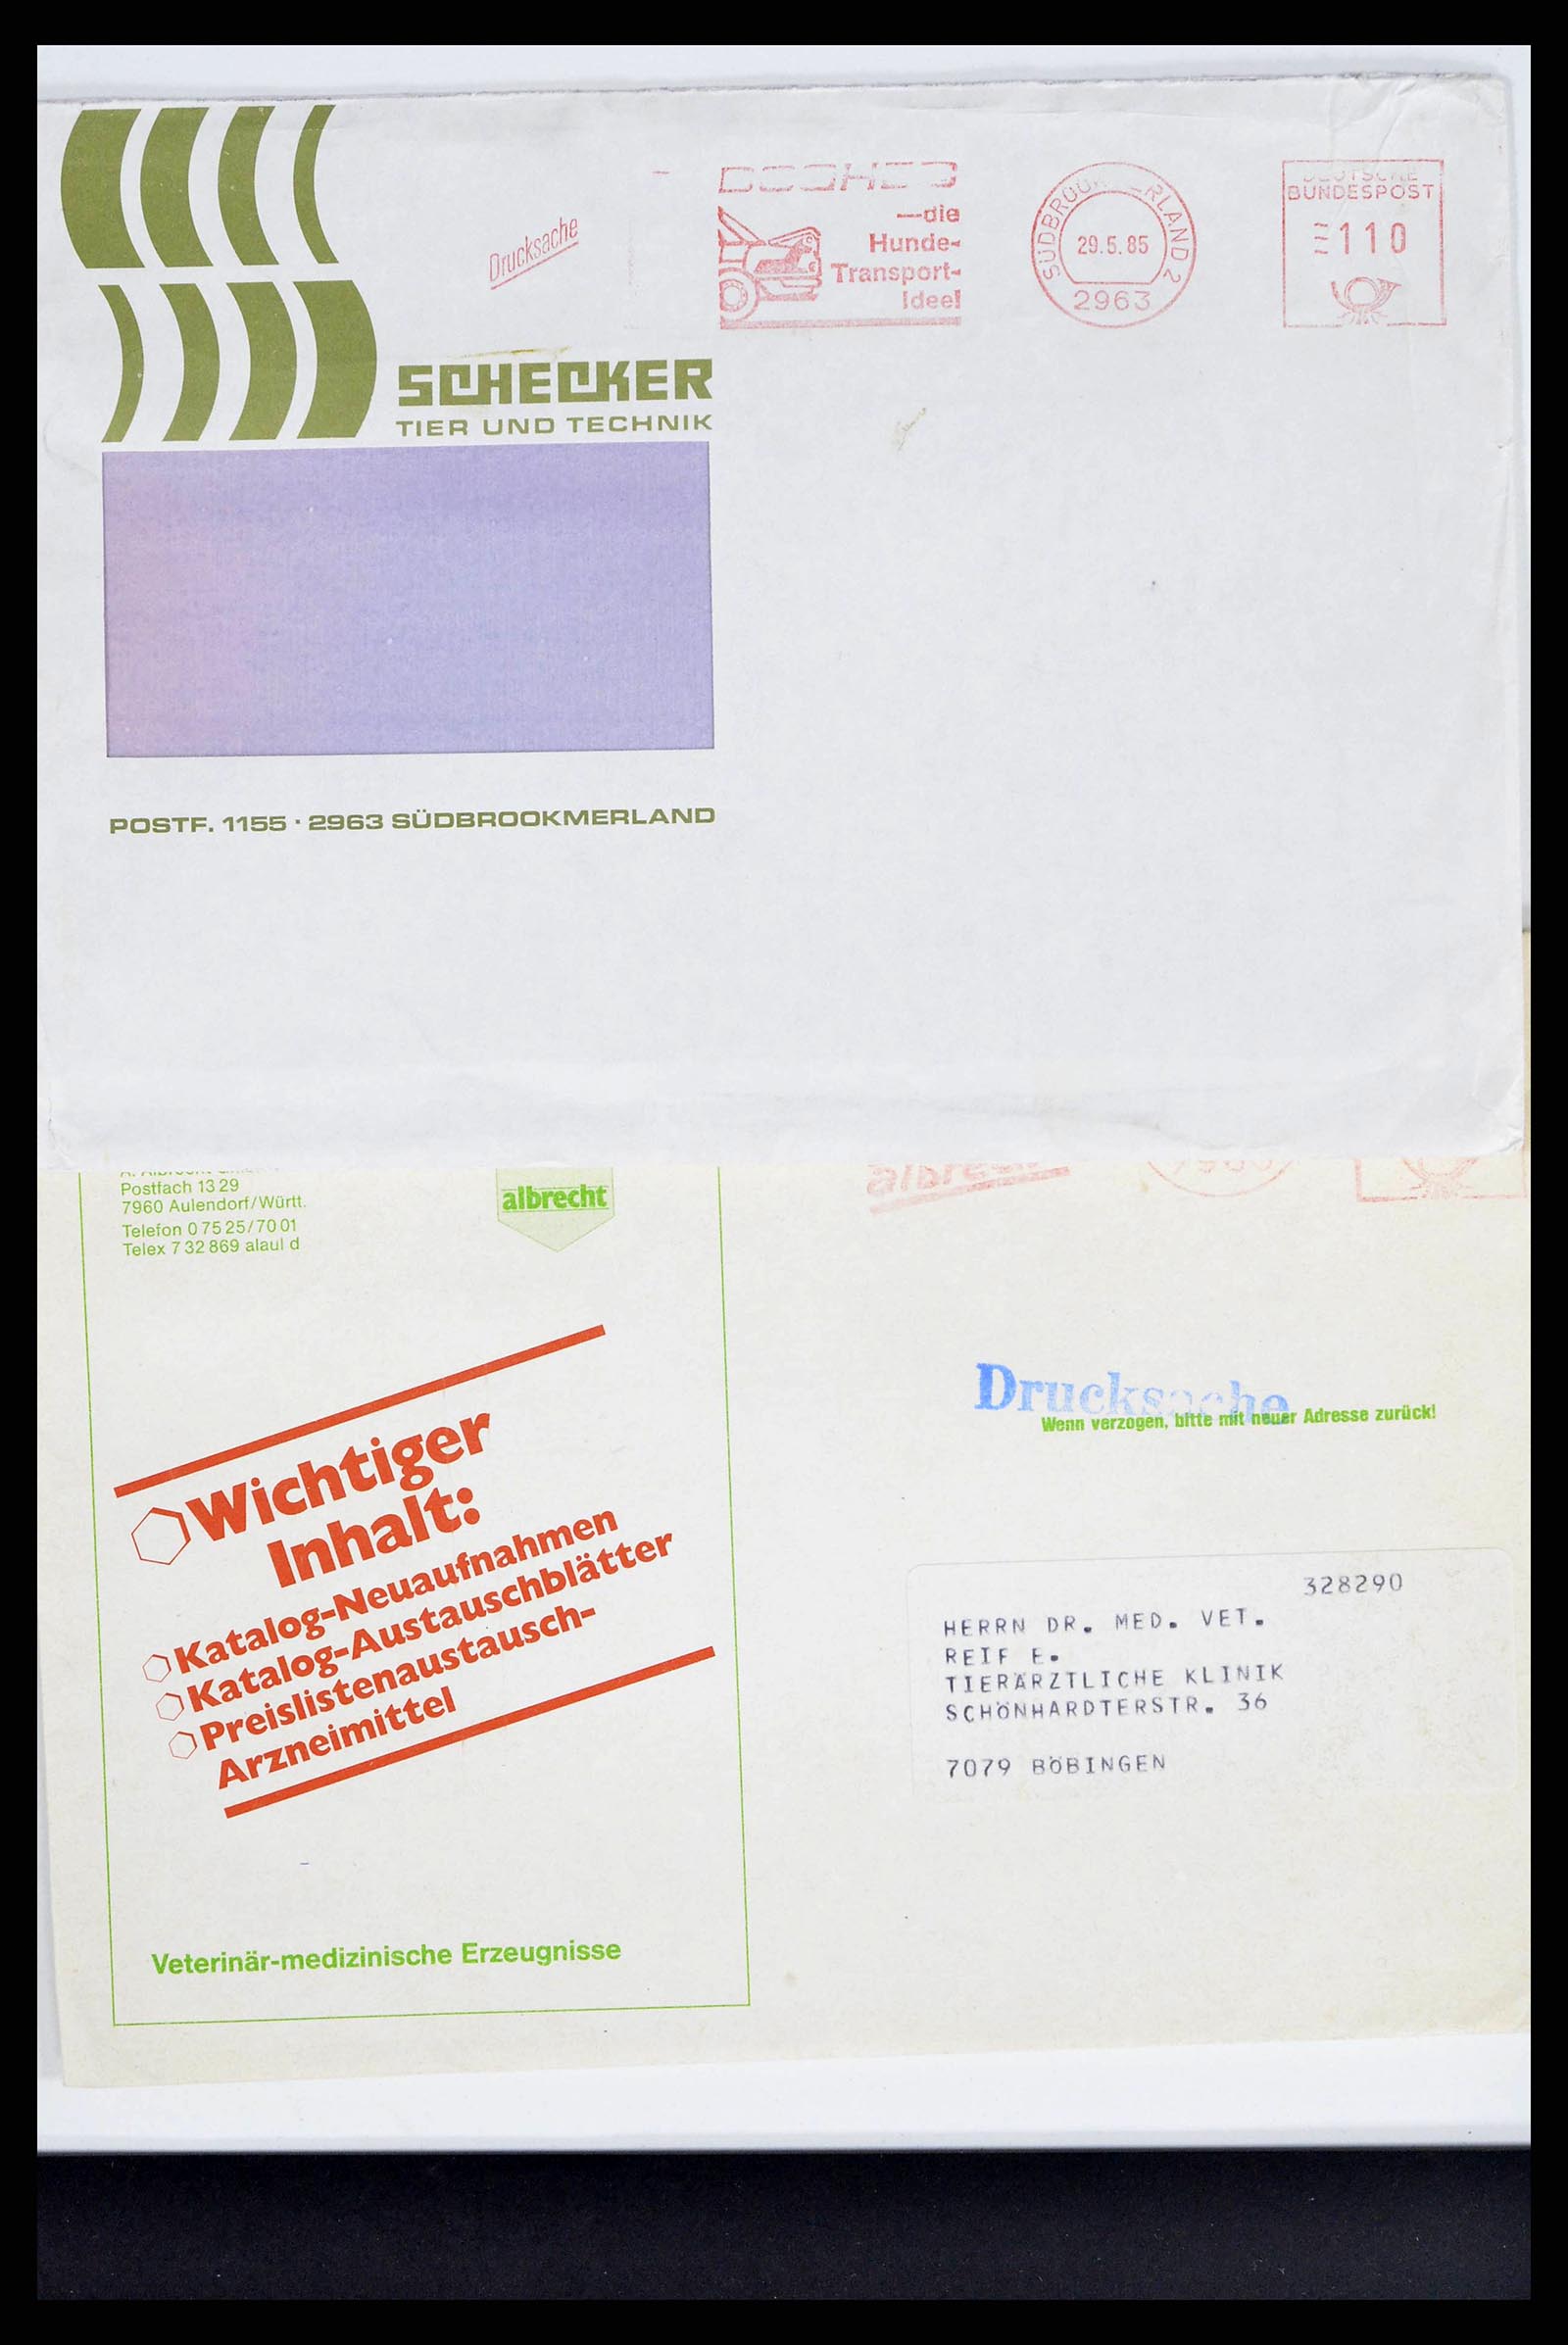 Drucksache
—die
Hunde-
Transport-
Idee!
29.5.85
2963
BUNDESPOST
110
SCHECKER
TIER UND TECHNIK
POSTF. 1155 · 2963 SÜDBROOKMERLAND
Postfach 13 29
7960 Aulendorf/Württ.
Telefon 0 75 25/70 01
Telex 7 32 869 alaul d
albrecht
albrecht
Wichtiger
Inhalt:
Katalog-Neuaufnahmen
Katalog-Austauschblätter
Preislistenaustausch-
Arzneimittel
Veterinär-medizinische Erzeugnisse
Drucksache
Wenn verzogen, bitte mit neuer Adresse zurück!
328290
HERRN DR. MED. VET.
REIF E.
TIERÄRZTLICHE KLINIK
SCHÖNHARDTERSTR. 36
7079 BÖBINGEN